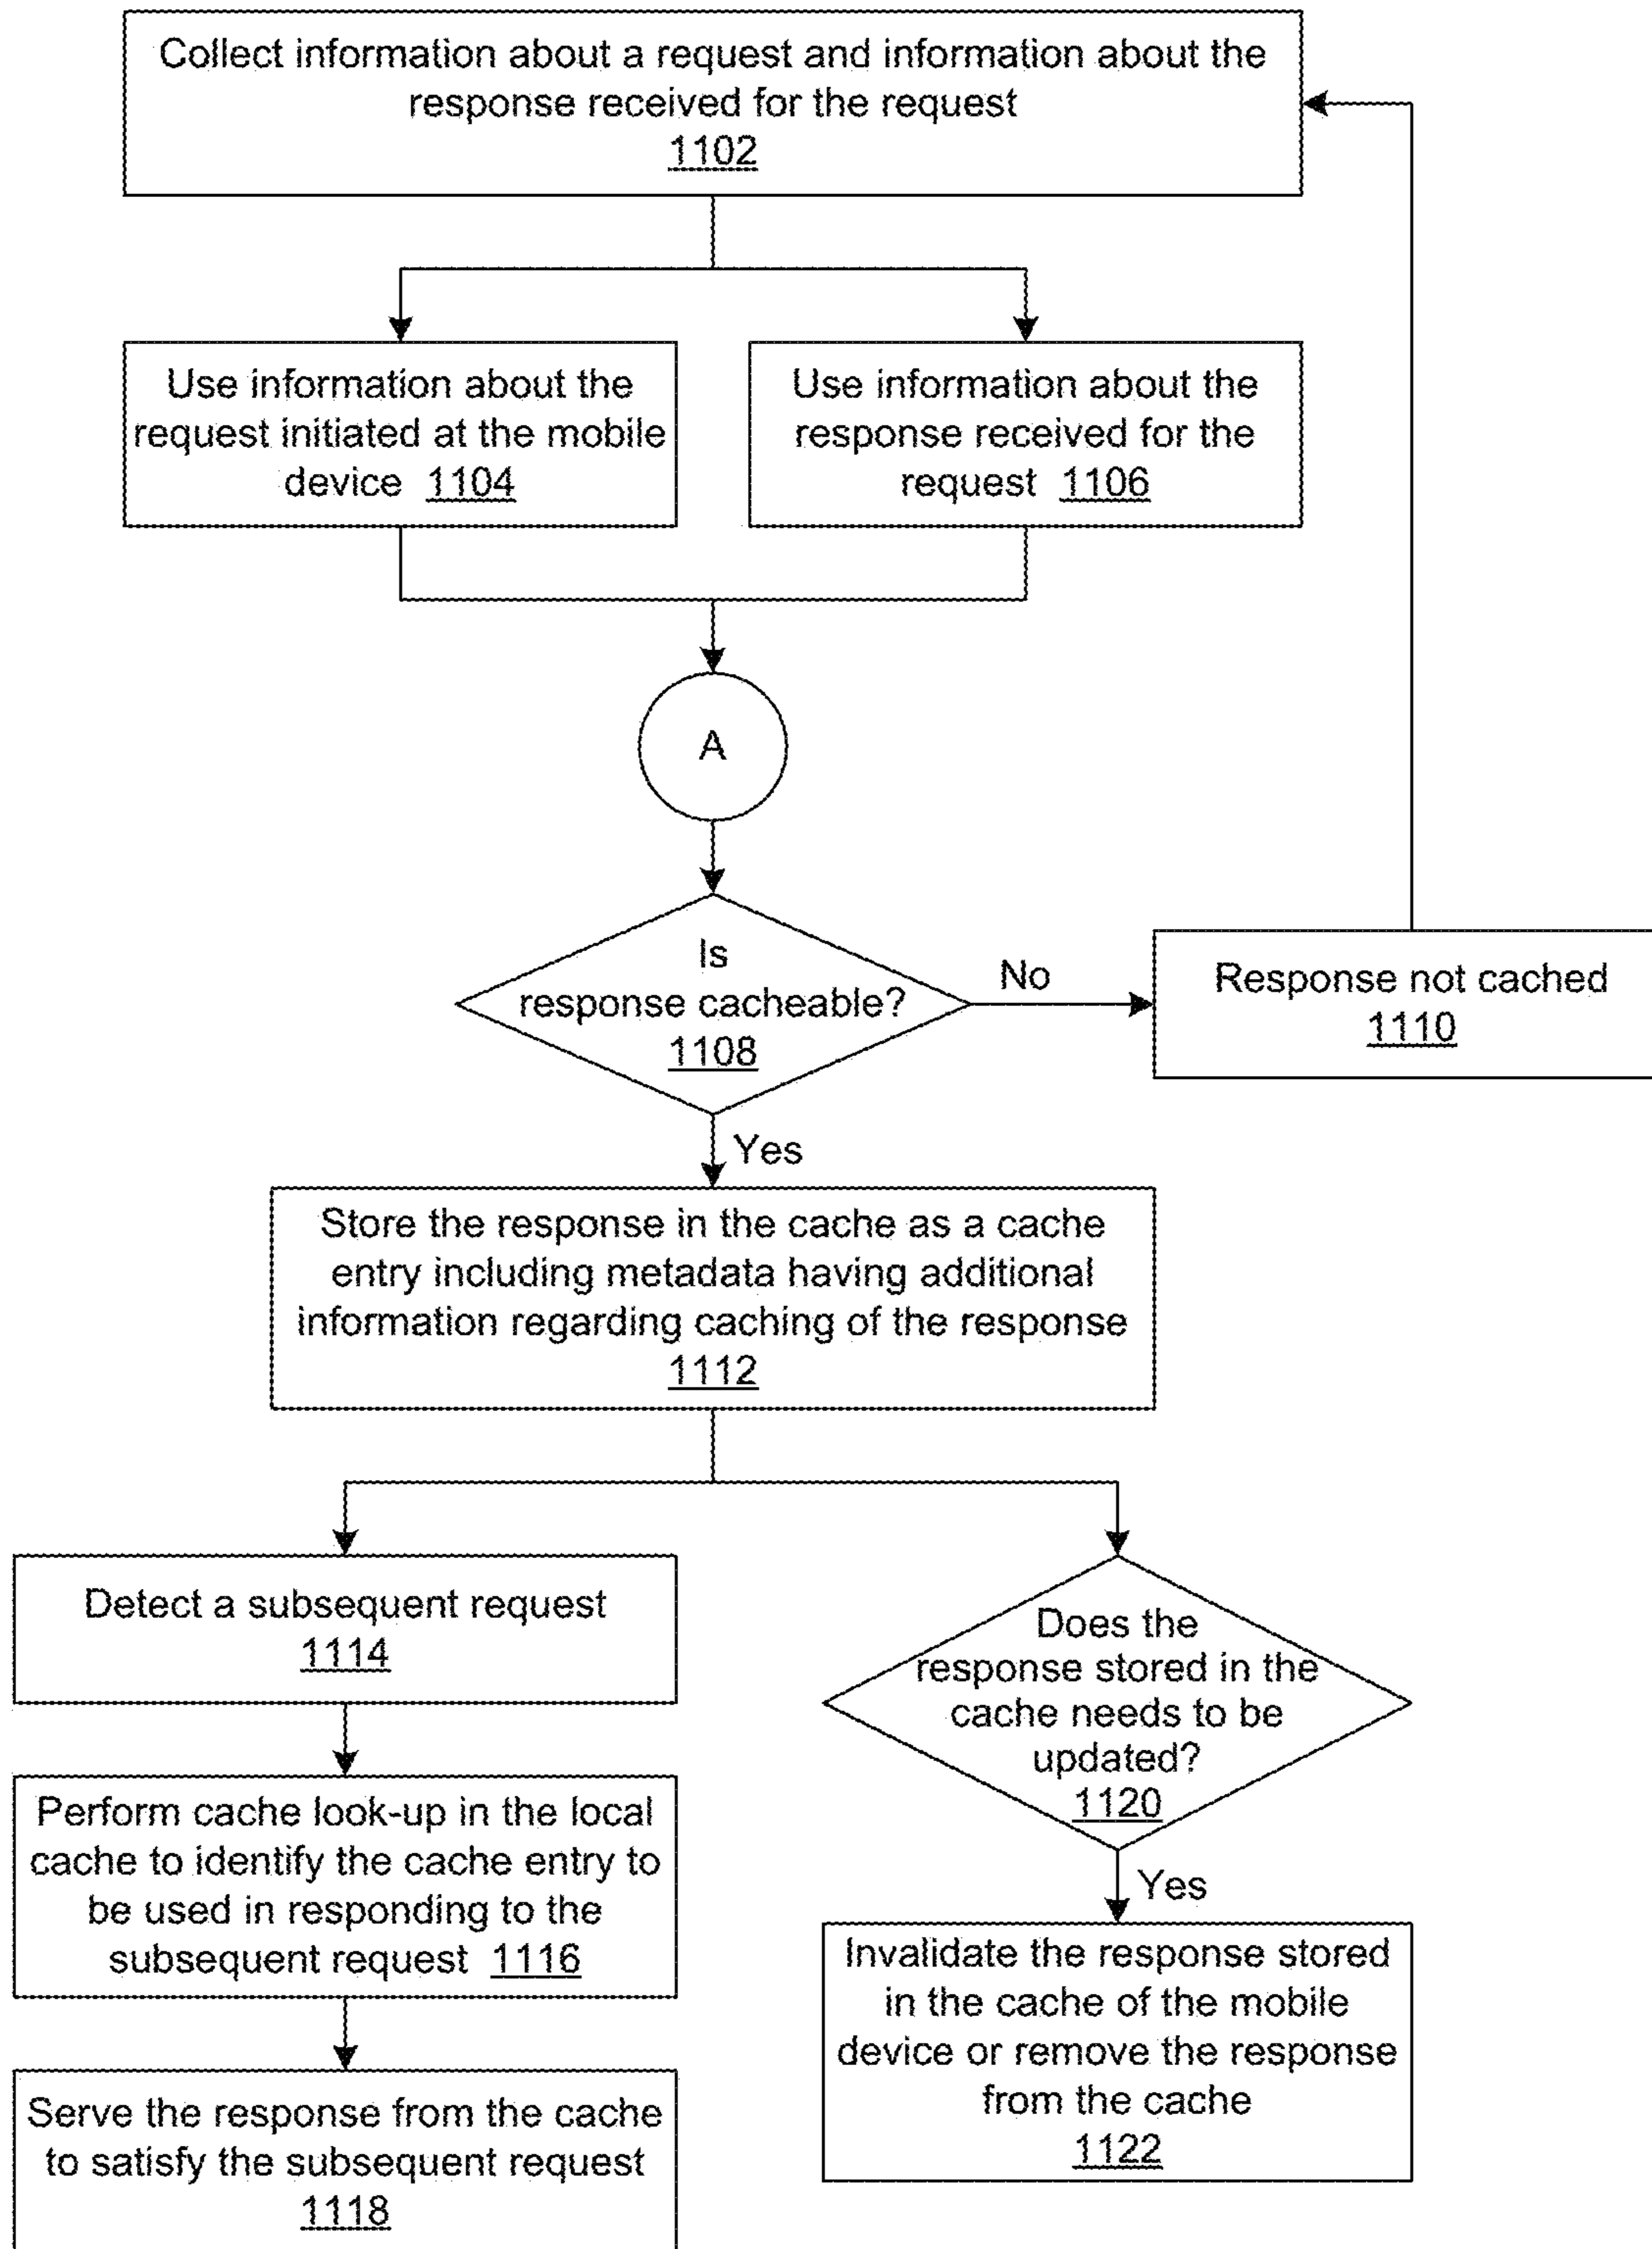 Collect information about a request and information about the
response received for the request
1102
Use information about the
request initiated at the mobile
device 1104
Use information about the
response received for the
request 1106
A
Is
response cacheable?
1108
No
Response not cached
1110
Yes
Store the response in the cache as a cache
entry including metadata having additional
information regarding caching of the response
1112
Detect a subsequent request
1114
Perform cache look-up in the local
cache to identify the cache entry to
be used in responding to the
subsequent request 1116
Serve the response from the cache
to satisfy the subsequent request
1118
Does the
response stored in the
cache needs to be
updated?
1120
Yes
Invalidate the response stored
in the cache of the mobile
device or remove the response
from the cache
1122